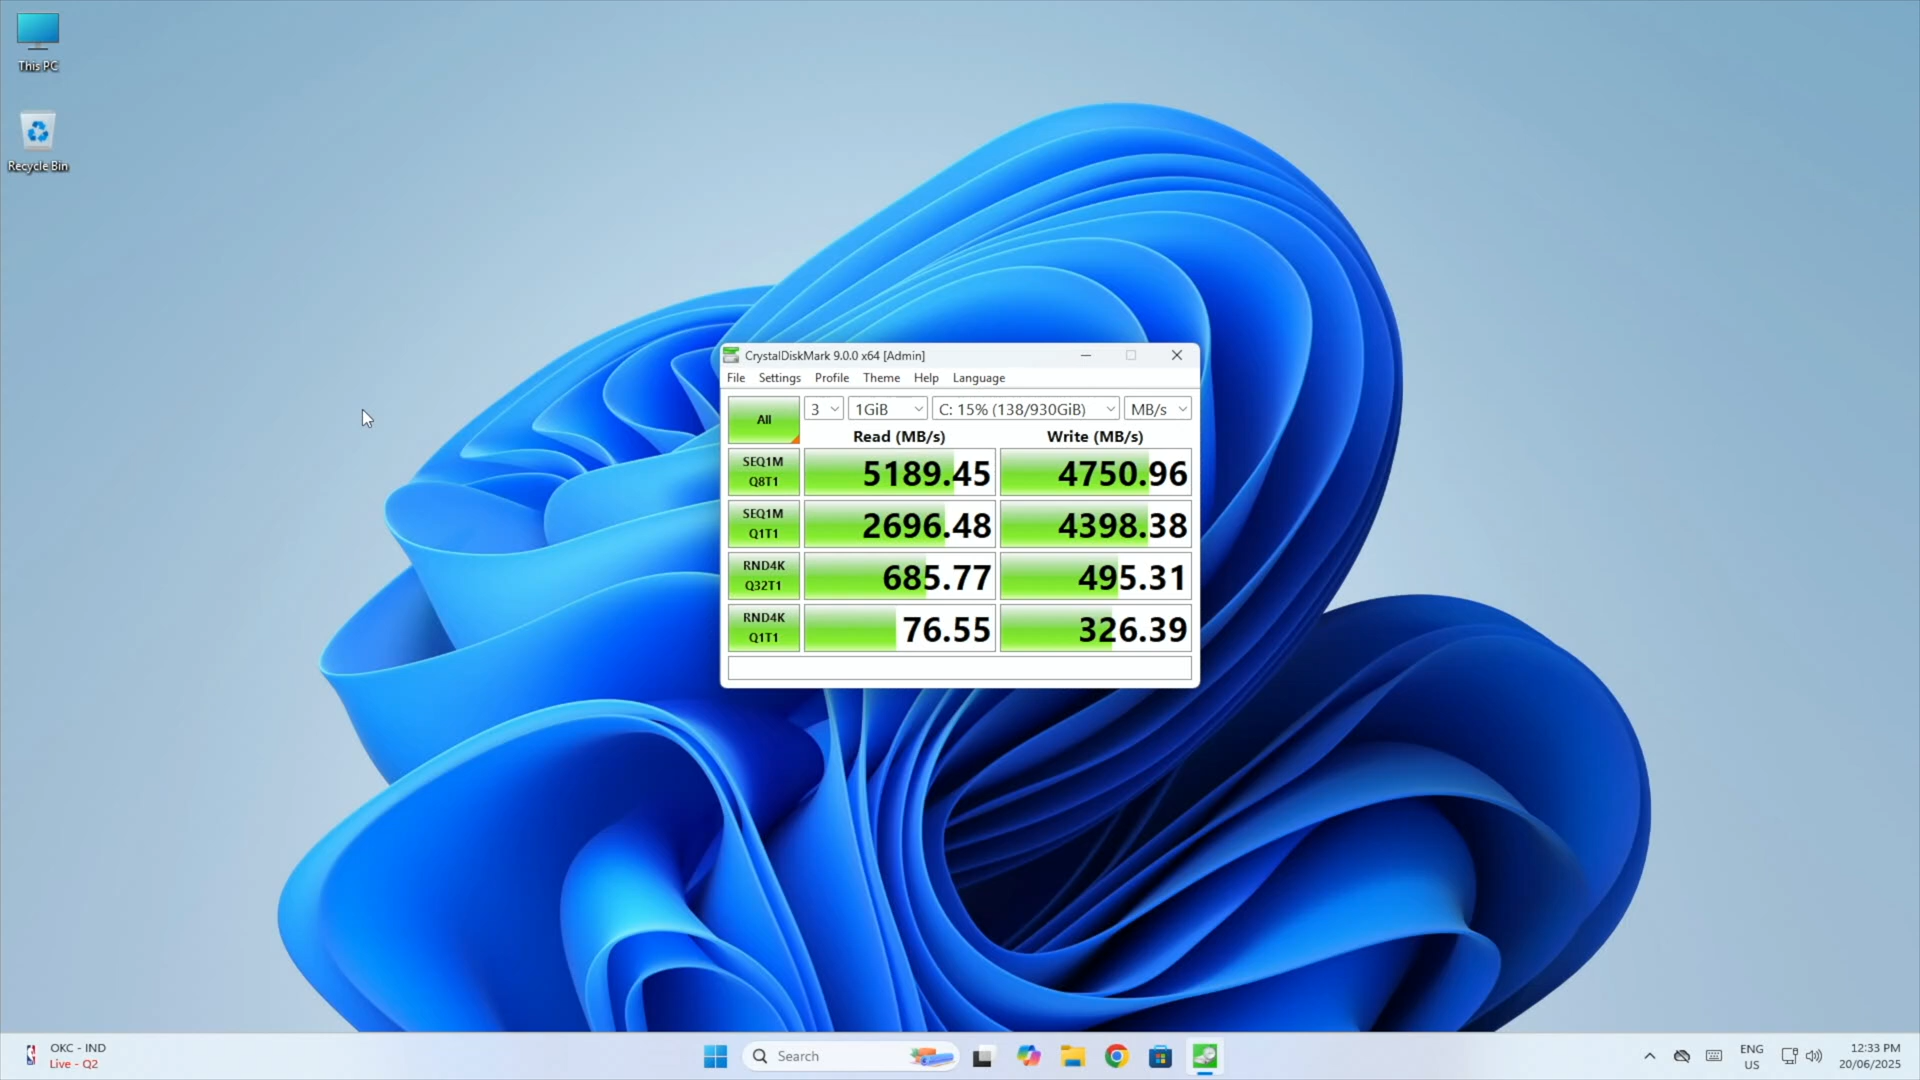 This PC
Recycle Bin
CrystalDiskMark 9.0.0 x64 [Admin]
File Settings Profile Theme Help Language
All 3 1GiB C: 15% (138/930GiB) MB/s
Read (MB/s) Write (MB/s)
SEQ1M
Q8T1
5189.45 4750.96
SEQ1M
Q1T1
2696.48 4398.38
RND4K
Q32T1
685.77 495.31
RND4K
Q1T1
76.55 326.39
OKC - IND
Live - Q2
Search
ENG
US
12:33 PM
20/06/2025